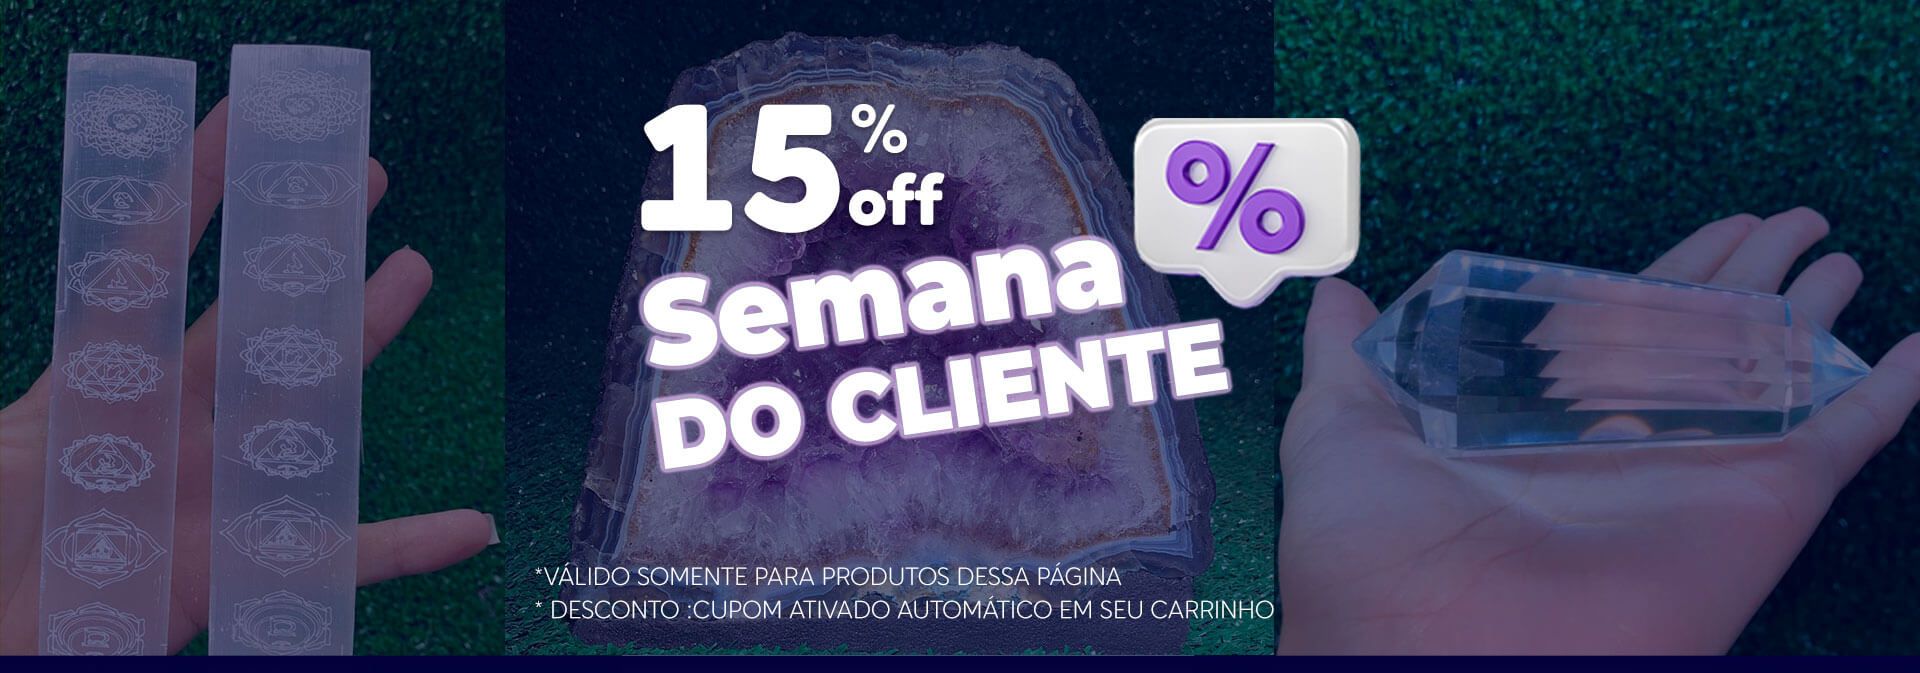 15% off
Semana
DO CLIENTE
%
*VÁLIDO SOMENTE PARA PRODUTOS DESSA PÁGINA
* DESCONTO :CUPOM ATIVADO AUTOMÁTICO EM SEU CARRINHO